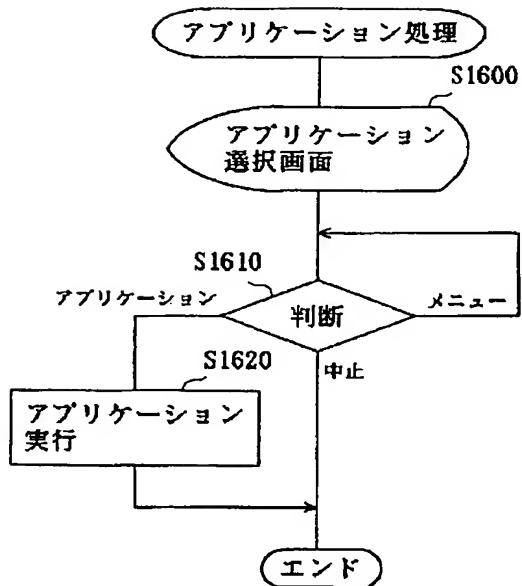 アプリケーション処理
S1600
アプリケーション
選択画面
S1610
アプリケーション
判断
メニュー
S1620
中止
アプリケーション
実行
エンド